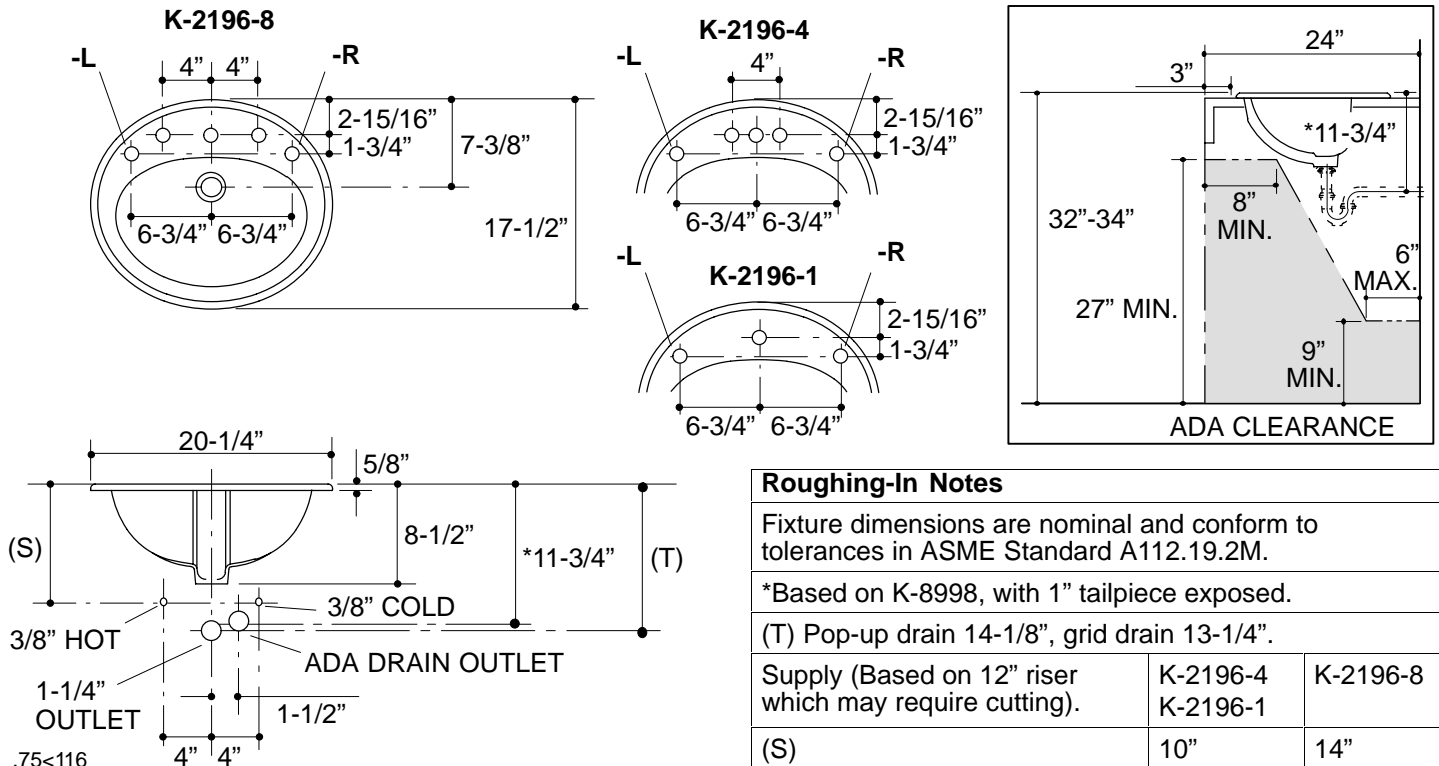 K-2196-8
-L
4” 4”
-R
2-15/16”
1-3/4”
7-3/8”
17-1/2”
6-3/4” 6-3/4”
K-2196-4
-L
4”
-R
2-15/16”
1-3/4”
6-3/4” 6-3/4”
K-2196-1
-L
-R
2-15/16”
1-3/4”
6-3/4” 6-3/4”
24”
3”
*11-3/4”
32”-34”
8”
MIN.
6”
MAX.
27” MIN.
9”
MIN.
ADA CLEARANCE
20-1/4”
5/8”
(S)
8-1/2”
*11-3/4”
(T)
3/8” COLD
3/8” HOT
ADA DRAIN OUTLET
1-1/4”
OUTLET
1-1/2”
4” 4”
.75<116
Roughing-In Notes
Fixture dimensions are nominal and conform to
tolerances in ASME Standard A112.19.2M.
*Based on K-8998, with 1” tailpiece exposed.
(T) Pop-up drain 14-1/8”, grid drain 13-1/4”.
Supply (Based on 12” riser
which may require cutting).
K-2196-4
K-2196-1
K-2196-8
(S) 10” 14”